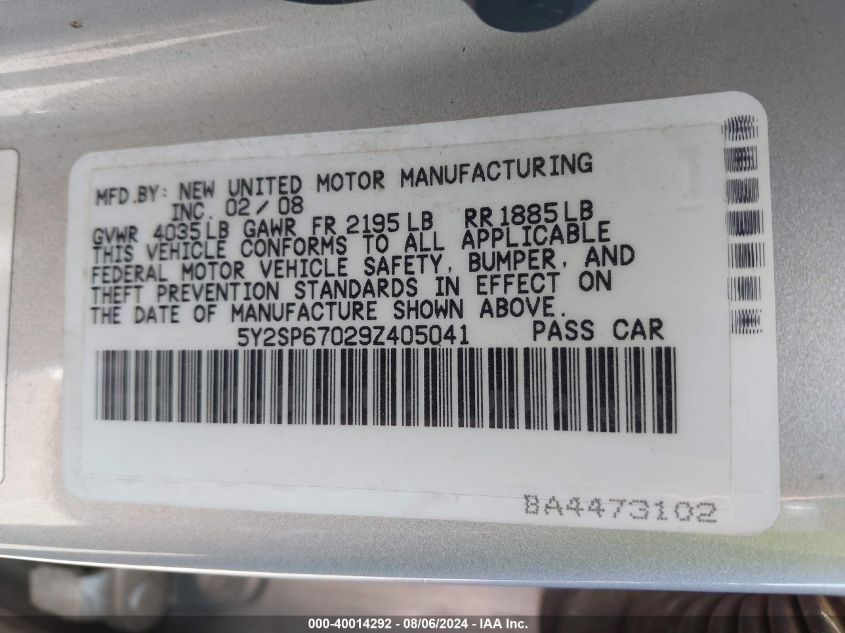 MFD.BY: NEW UNITED MOTOR MANUFACTURING
INC. 02/08
GVWR 4035LB GAWR FR 2195LB RR 1885LB
THIS VEHICLE CONFORMS TO ALL APPLICABLE
FEDERAL MOTOR VEHICLE SAFETY, BUMPER, AND
THEFT PREVENTION STANDARDS IN EFFECT ON
THE DATE OF MANUFACTURE SHOWN ABOVE.
5Y2SP67029Z405041 PASS CAR
BA4473102
000-40014292 - 08/06/2024 - IAA Inc.